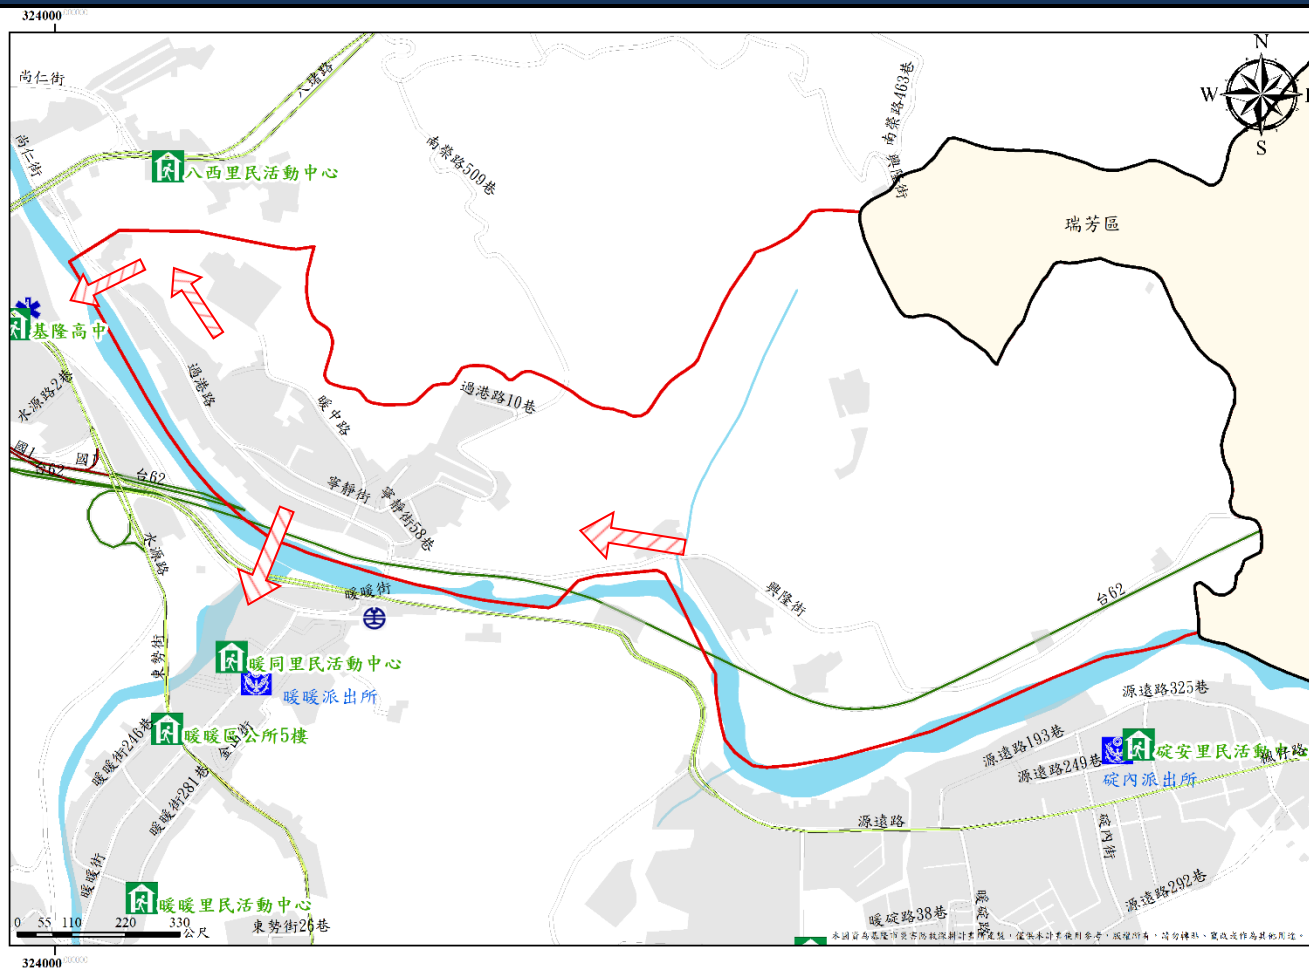 324000
尚仁街
八堵路
尚仁街
南榮路509巷
南榮路463巷
興隆街
N
W
S
八西里民活動中心
瑞芳區
基隆高中
水源路2巷
過港路
暖中路
過港路10巷
國1
國1
台62
台62
寧靜街
寧靜街58巷
水源路
暖暖街
興隆街
台62
東勢街
暖同里民活動中心
暖暖派出所
源遠路325巷
暖暖區公所5樓
金山街
暖暖街246巷
源遠路193巷
源遠路249巷
碇安里民活動中心
碇內派出所
暖暖街281巷
源遠路
碇內街
暖暖街
源遠路292巷
暖暖里民活動中心
東勢街26巷
暖碇路38巷
暖碇路
0 55 110 220 330
公尺
324000